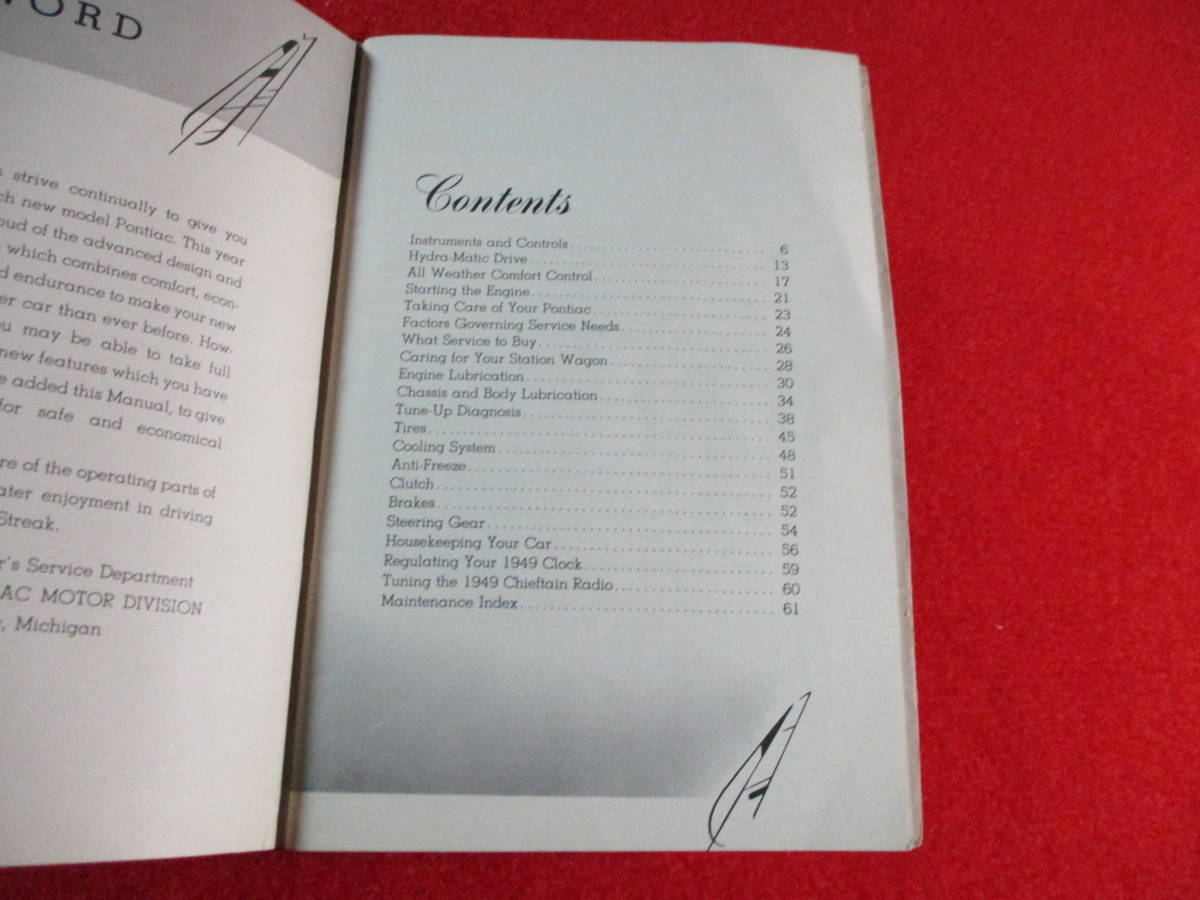 strive continually to give you
new model Pontiac. This year
of the advanced design and
which combines comfort, econ-
endurance to make your new
car than ever before. How-
may be able to take full
new features which you have
added this Manual, to give
for safe and economical
of the operating parts of
enjoyment in driving
Streak.
Service Department
MOTOR DIVISION
Michigan
Contents
Instruments and Controls 6
Hydra-Matic Drive 13
All Weather Comfort Control 17
Starting the Engine 21
Taking Care of Your Pontiac 23
Factors Governing Service Needs 24
What Service to Buy 26
Caring for Your Station Wagon 28
Engine Lubrication 30
Chassis and Body Lubrication 34
Tune-Up Diagnosis 38
Tires 45
Cooling System 48
Anti-Freeze 51
Clutch 52
Brakes 52
Steering Gear 54
Housekeeping Your Car 56
Regulating Your 1949 Clock 59
Tuning the 1949 Chieftain Radio 60
Maintenance Index 61